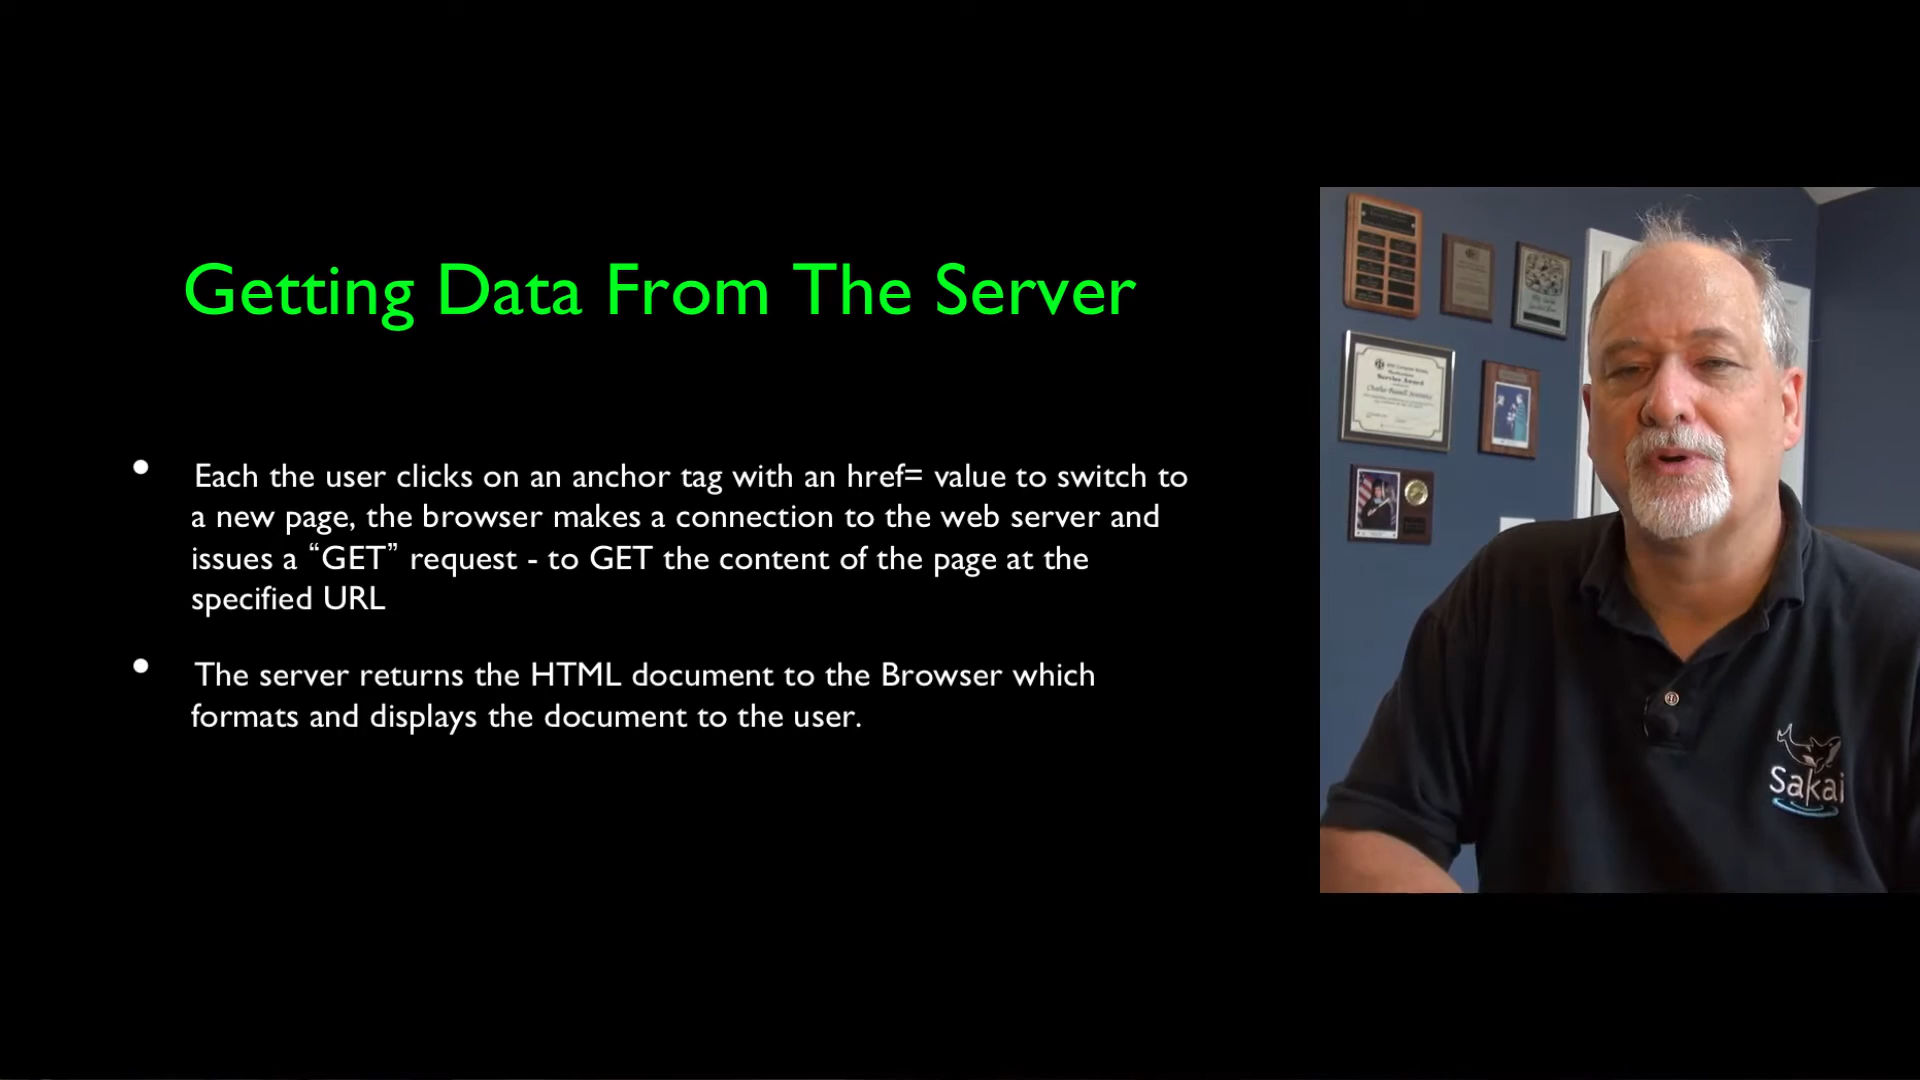 Getting Data From The Server
• Each the user clicks on an anchor tag with an href= value to switch to
a new page, the browser makes a connection to the web server and
issues a “GET” request - to GET the content of the page at the
specified URL
• The server returns the HTML document to the Browser which
formats and displays the document to the user.
Service Award
Sakai